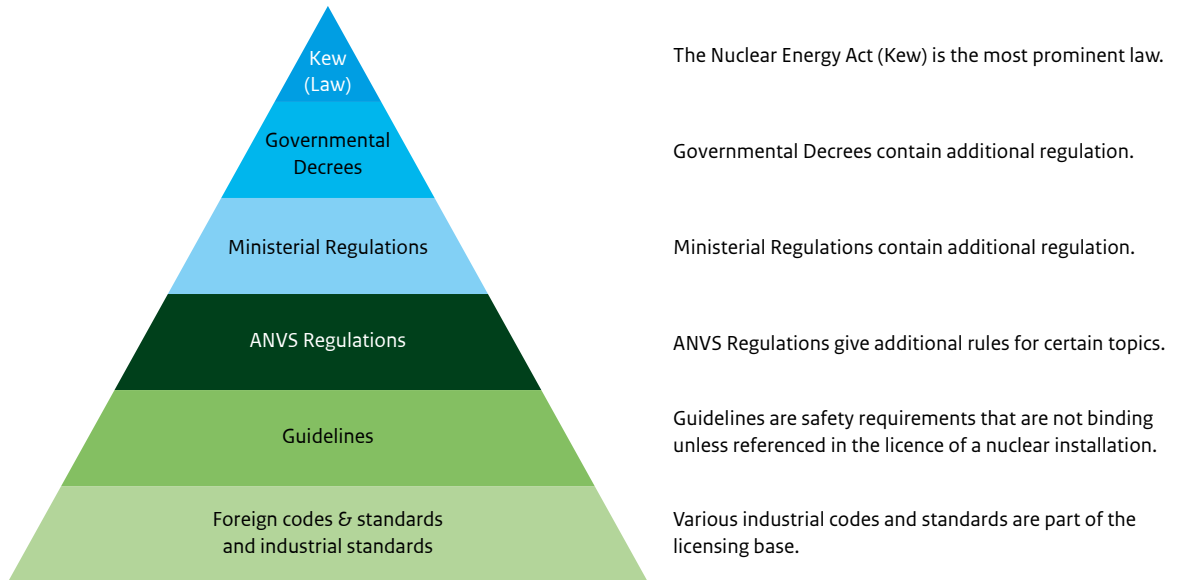 Kew
(Law)
The Nuclear Energy Act (Kew) is the most prominent law.
Governmental
Decrees
Governmental Decrees contain additional regulation.
Ministerial Regulations
Ministerial Regulations contain additional regulation.
ANVS Regulations
ANVS Regulations give additional rules for certain topics.
Guidelines
Guidelines are safety requirements that are not binding
unless referenced in the licence of a nuclear installation.
Foreign codes & standards
and industrial standards
Various industrial codes and standards are part of the
licensing base.